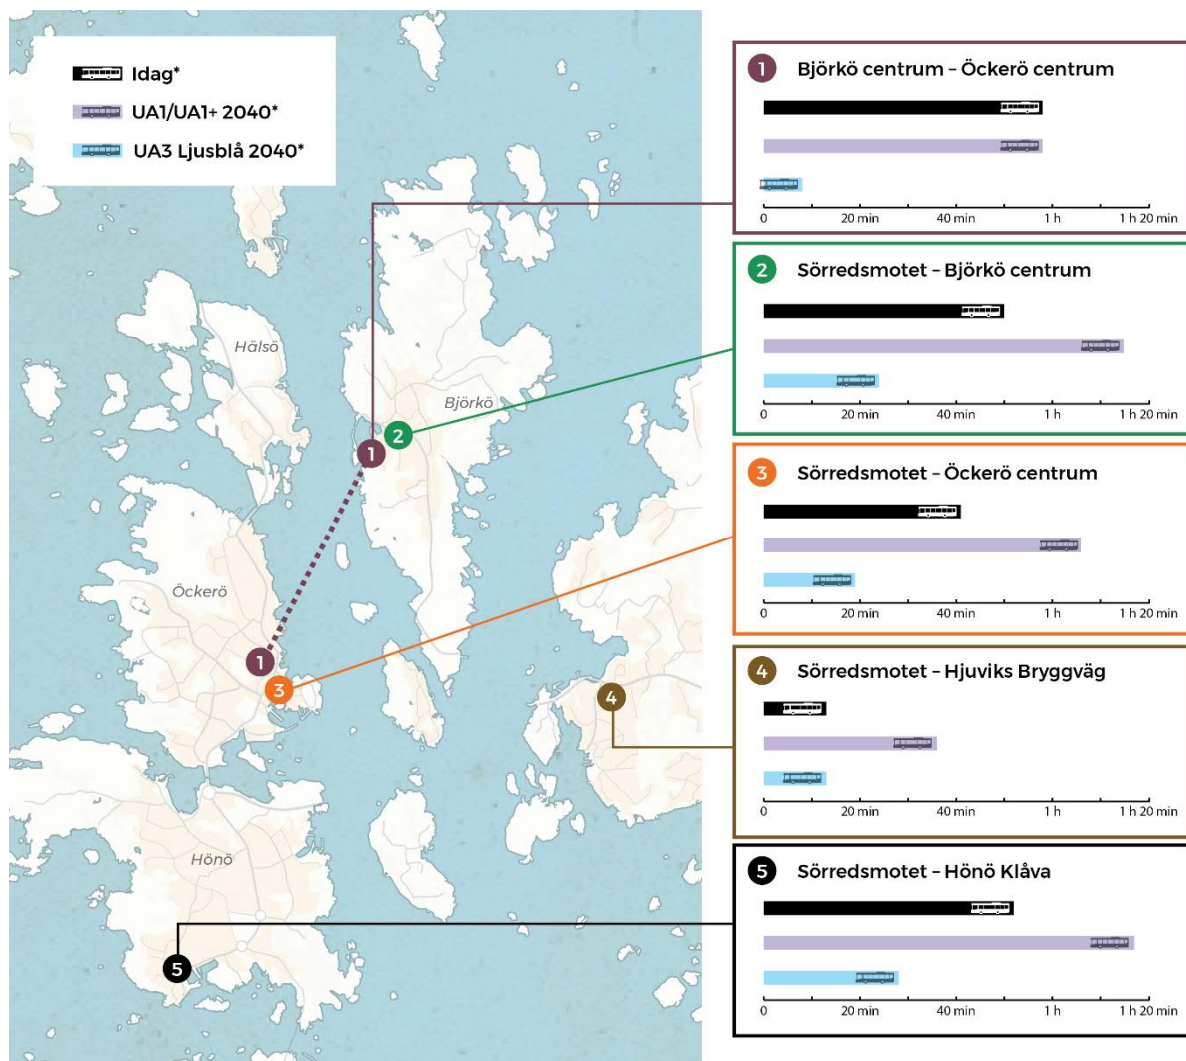 Idag*
UA1/UA1+ 2040*
UA3 Ljusblå 2040*
Hälsö
Björkö
Öckerö
Hönö
1
2
1
3
4
5
1 Björkö centrum – Öckerö centrum
0 20 min 40 min 1 h 1 h 20 min
2 Sörredsmotet – Björkö centrum
0 20 min 40 min 1 h 1 h 20 min
3 Sörredsmotet – Öckerö centrum
0 20 min 40 min 1 h 1 h 20 min
4 Sörredsmotet – Hjuviks Bryggväg
0 20 min 40 min 1 h 1 h 20 min
5 Sörredsmotet – Hönö Klåva
0 20 min 40 min 1 h 1 h 20 min